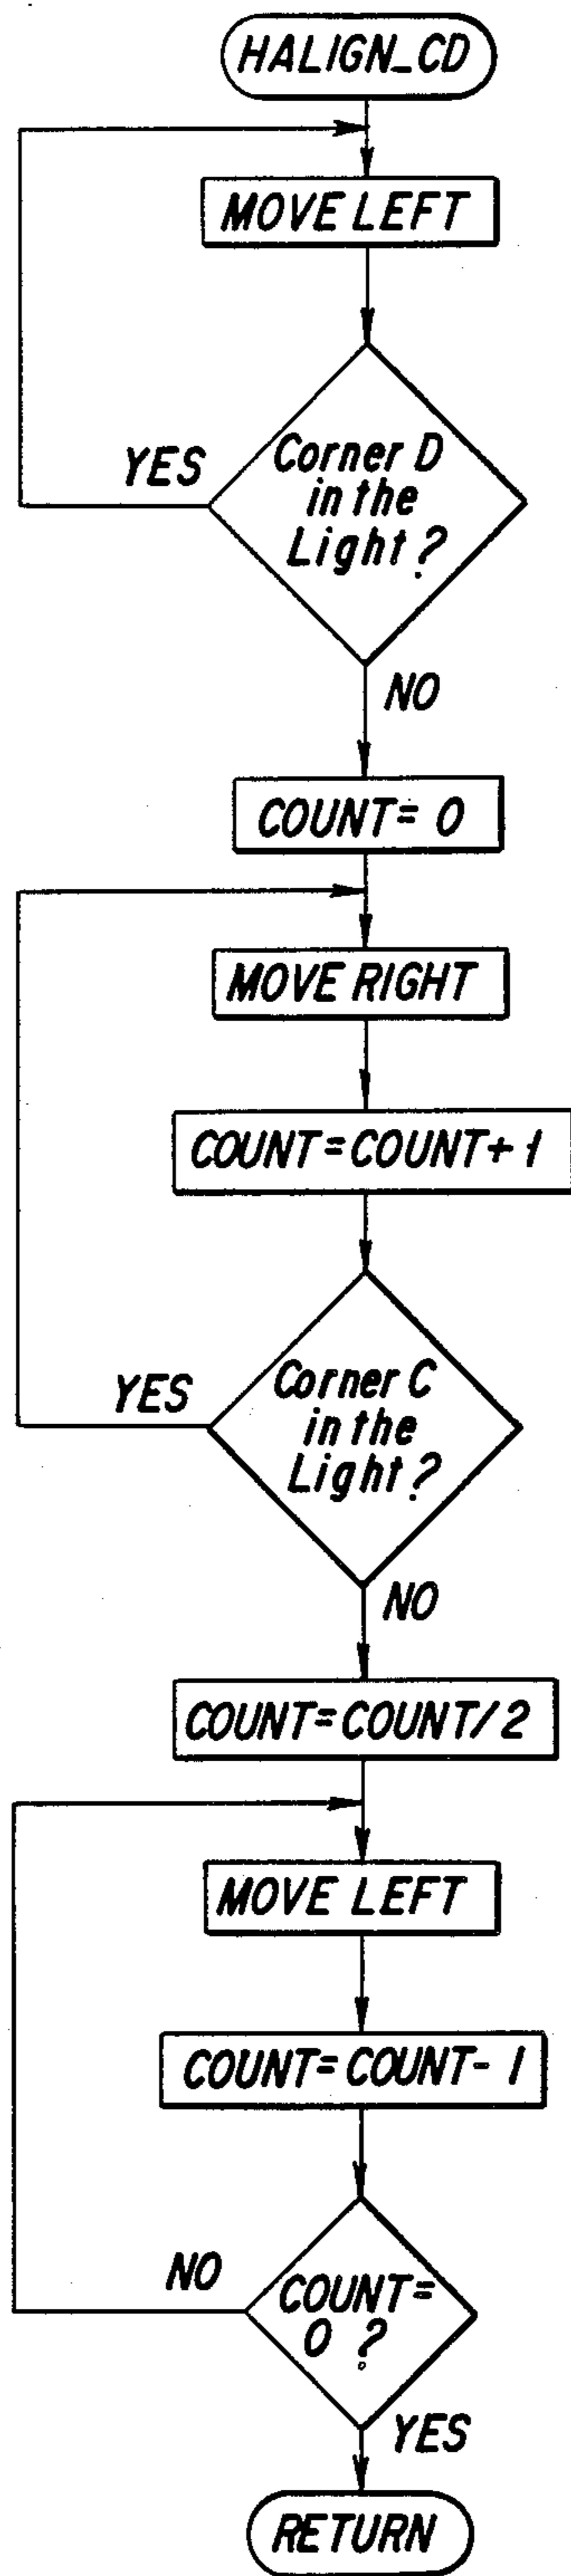 HALIGN_CD
MOVE LEFT
Corner D
in the
Light ?
YES
NO
COUNT = 0
MOVE RIGHT
COUNT = COUNT + 1
Corner C
in the
Light ?
YES
NO
COUNT = COUNT / 2
MOVE LEFT
COUNT = COUNT - 1
COUNT =
0 ?
NO
YES
RETURN